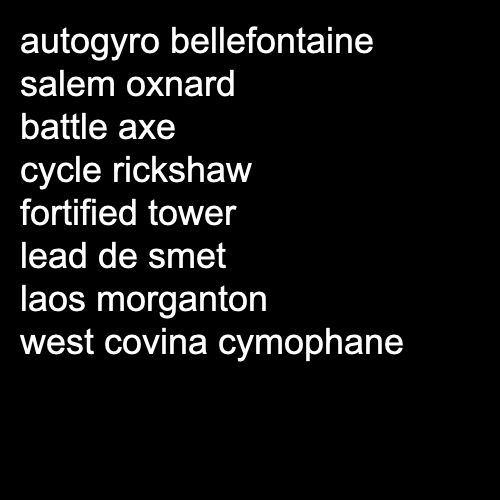 autogyro bellefontaine
salem oxnard
battle axe
cycle rickshaw
fortified tower
lead de smet
laos morganton
west covina cymophane